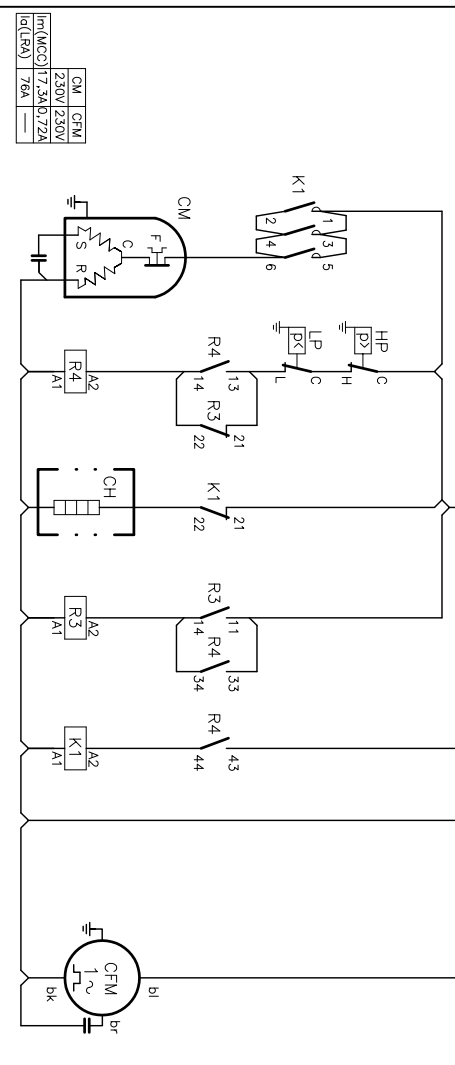 CM CFM
230V 230V
Im(MCC) 17,3A 0,72A
Ia(LRA) 76A —
K1
1 3 5
2 4 6
CM
F
C
S R
HP
P>
C
H
LP
P<
C
L
R4
13
14
R3
21
22
R4
A2
A1
K1
21
22
CH
R3
11
14
R4
33
34
R3
A2
A1
R4
43
44
K1
A2
A1
CFM
1 ~
bl
bk
br